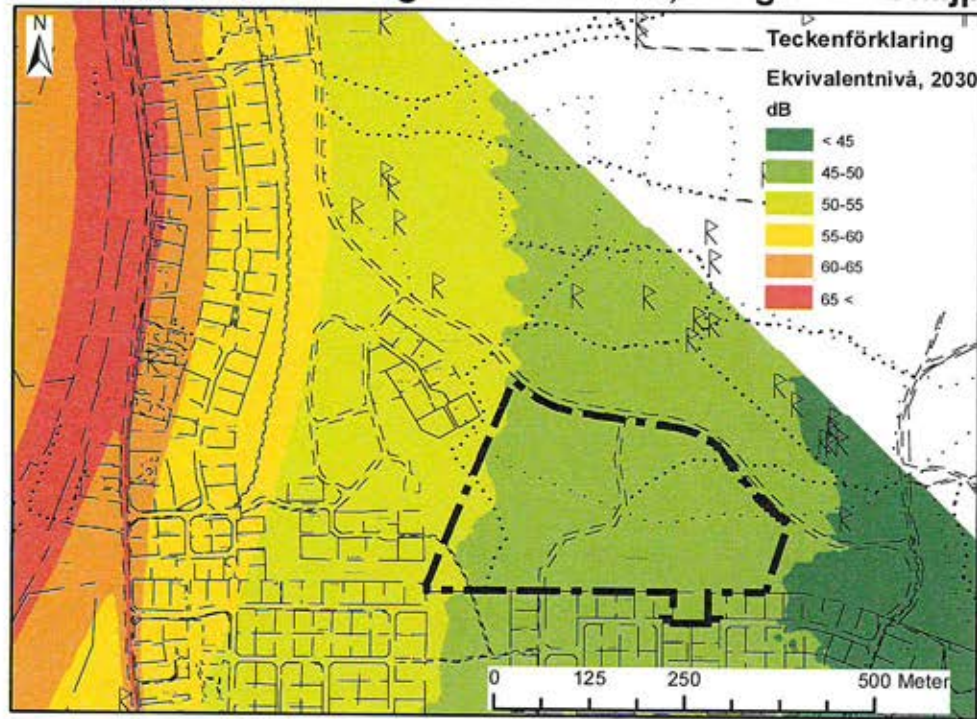 N
Teckenförklaring
Ekvivalentnivå, 2030
dB
< 45
45-50
50-55
55-60
60-65
65 <
0 125 250 500 Meter